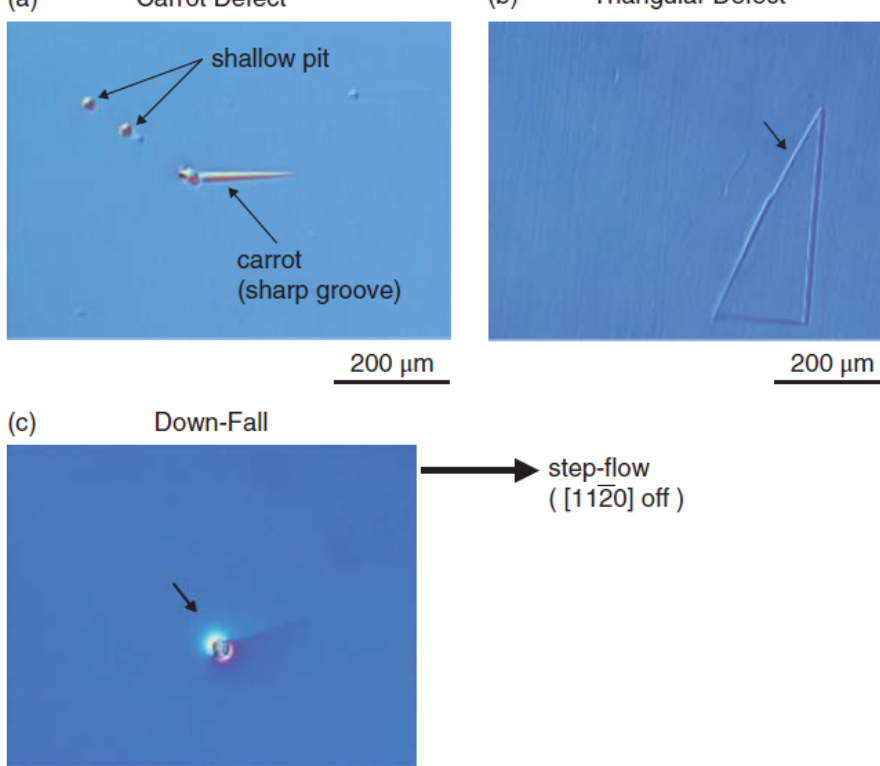 (a) Carrot Defect
(b) Triangular Defect
shallow pit
carrot
(sharp groove)
200 μm
200 μm
(c) Down-Fall
step-flow
( [112̅0] off )